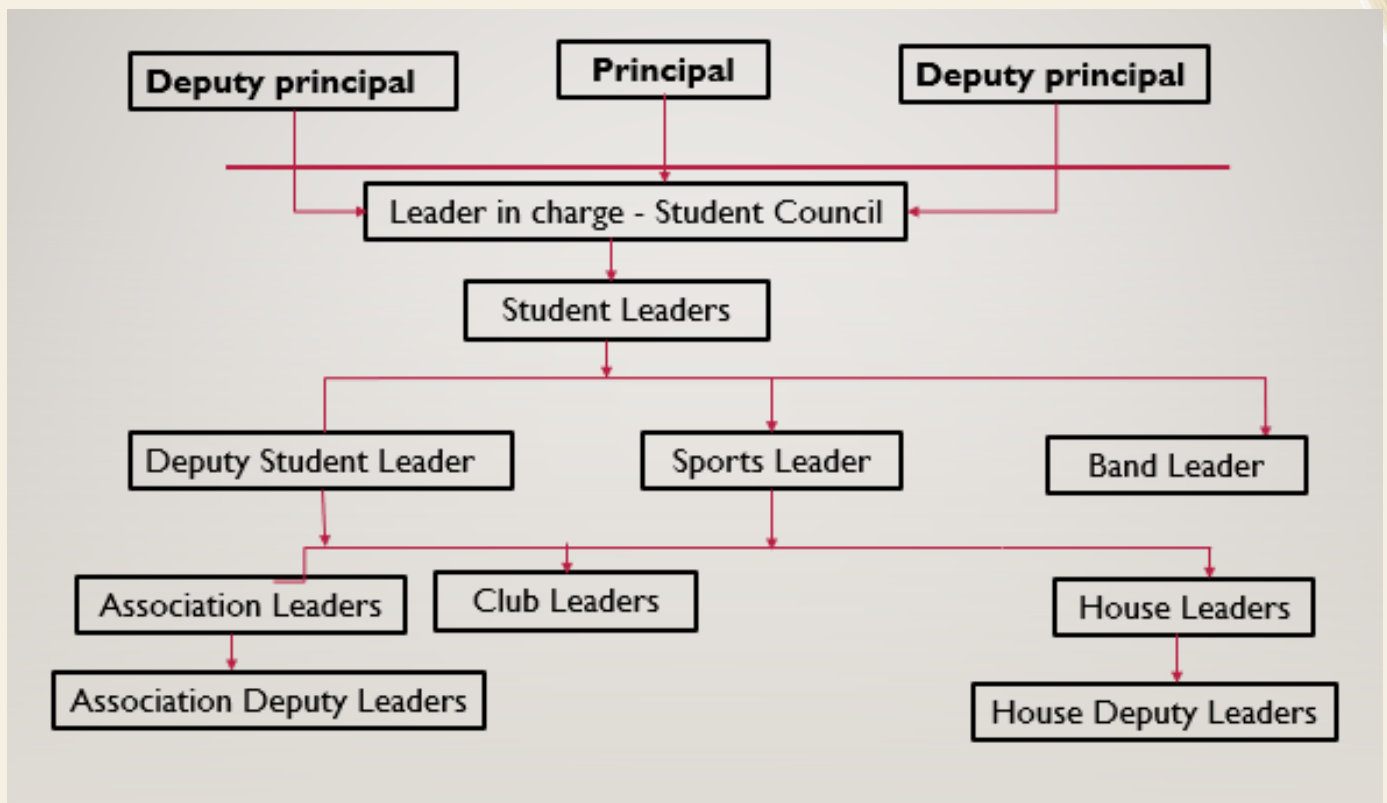 Deputy principal
Principal
Deputy principal
Leader in charge - Student Council
Student Leaders
Deputy Student Leader
Sports Leader
Band Leader
Association Leaders
Club Leaders
House Leaders
Association Deputy Leaders
House Deputy Leaders